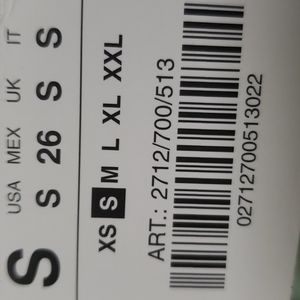 S
USA MEX UK IT
S 26 S S
XS S M L XL XXL
ART.: 2712/700/513
02712700513022